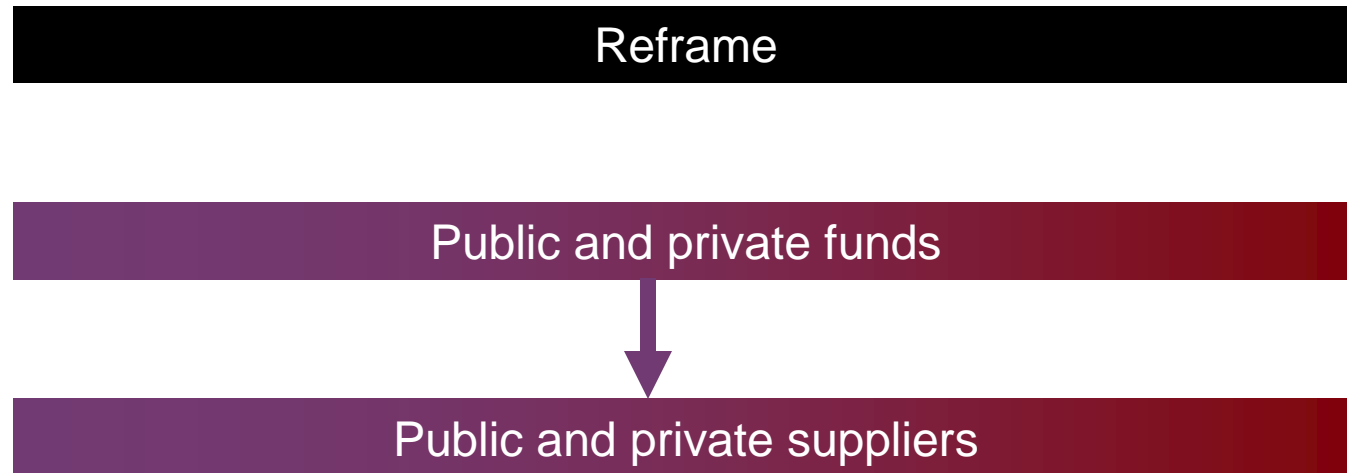 Reframe
Public and private funds
Public and private suppliers